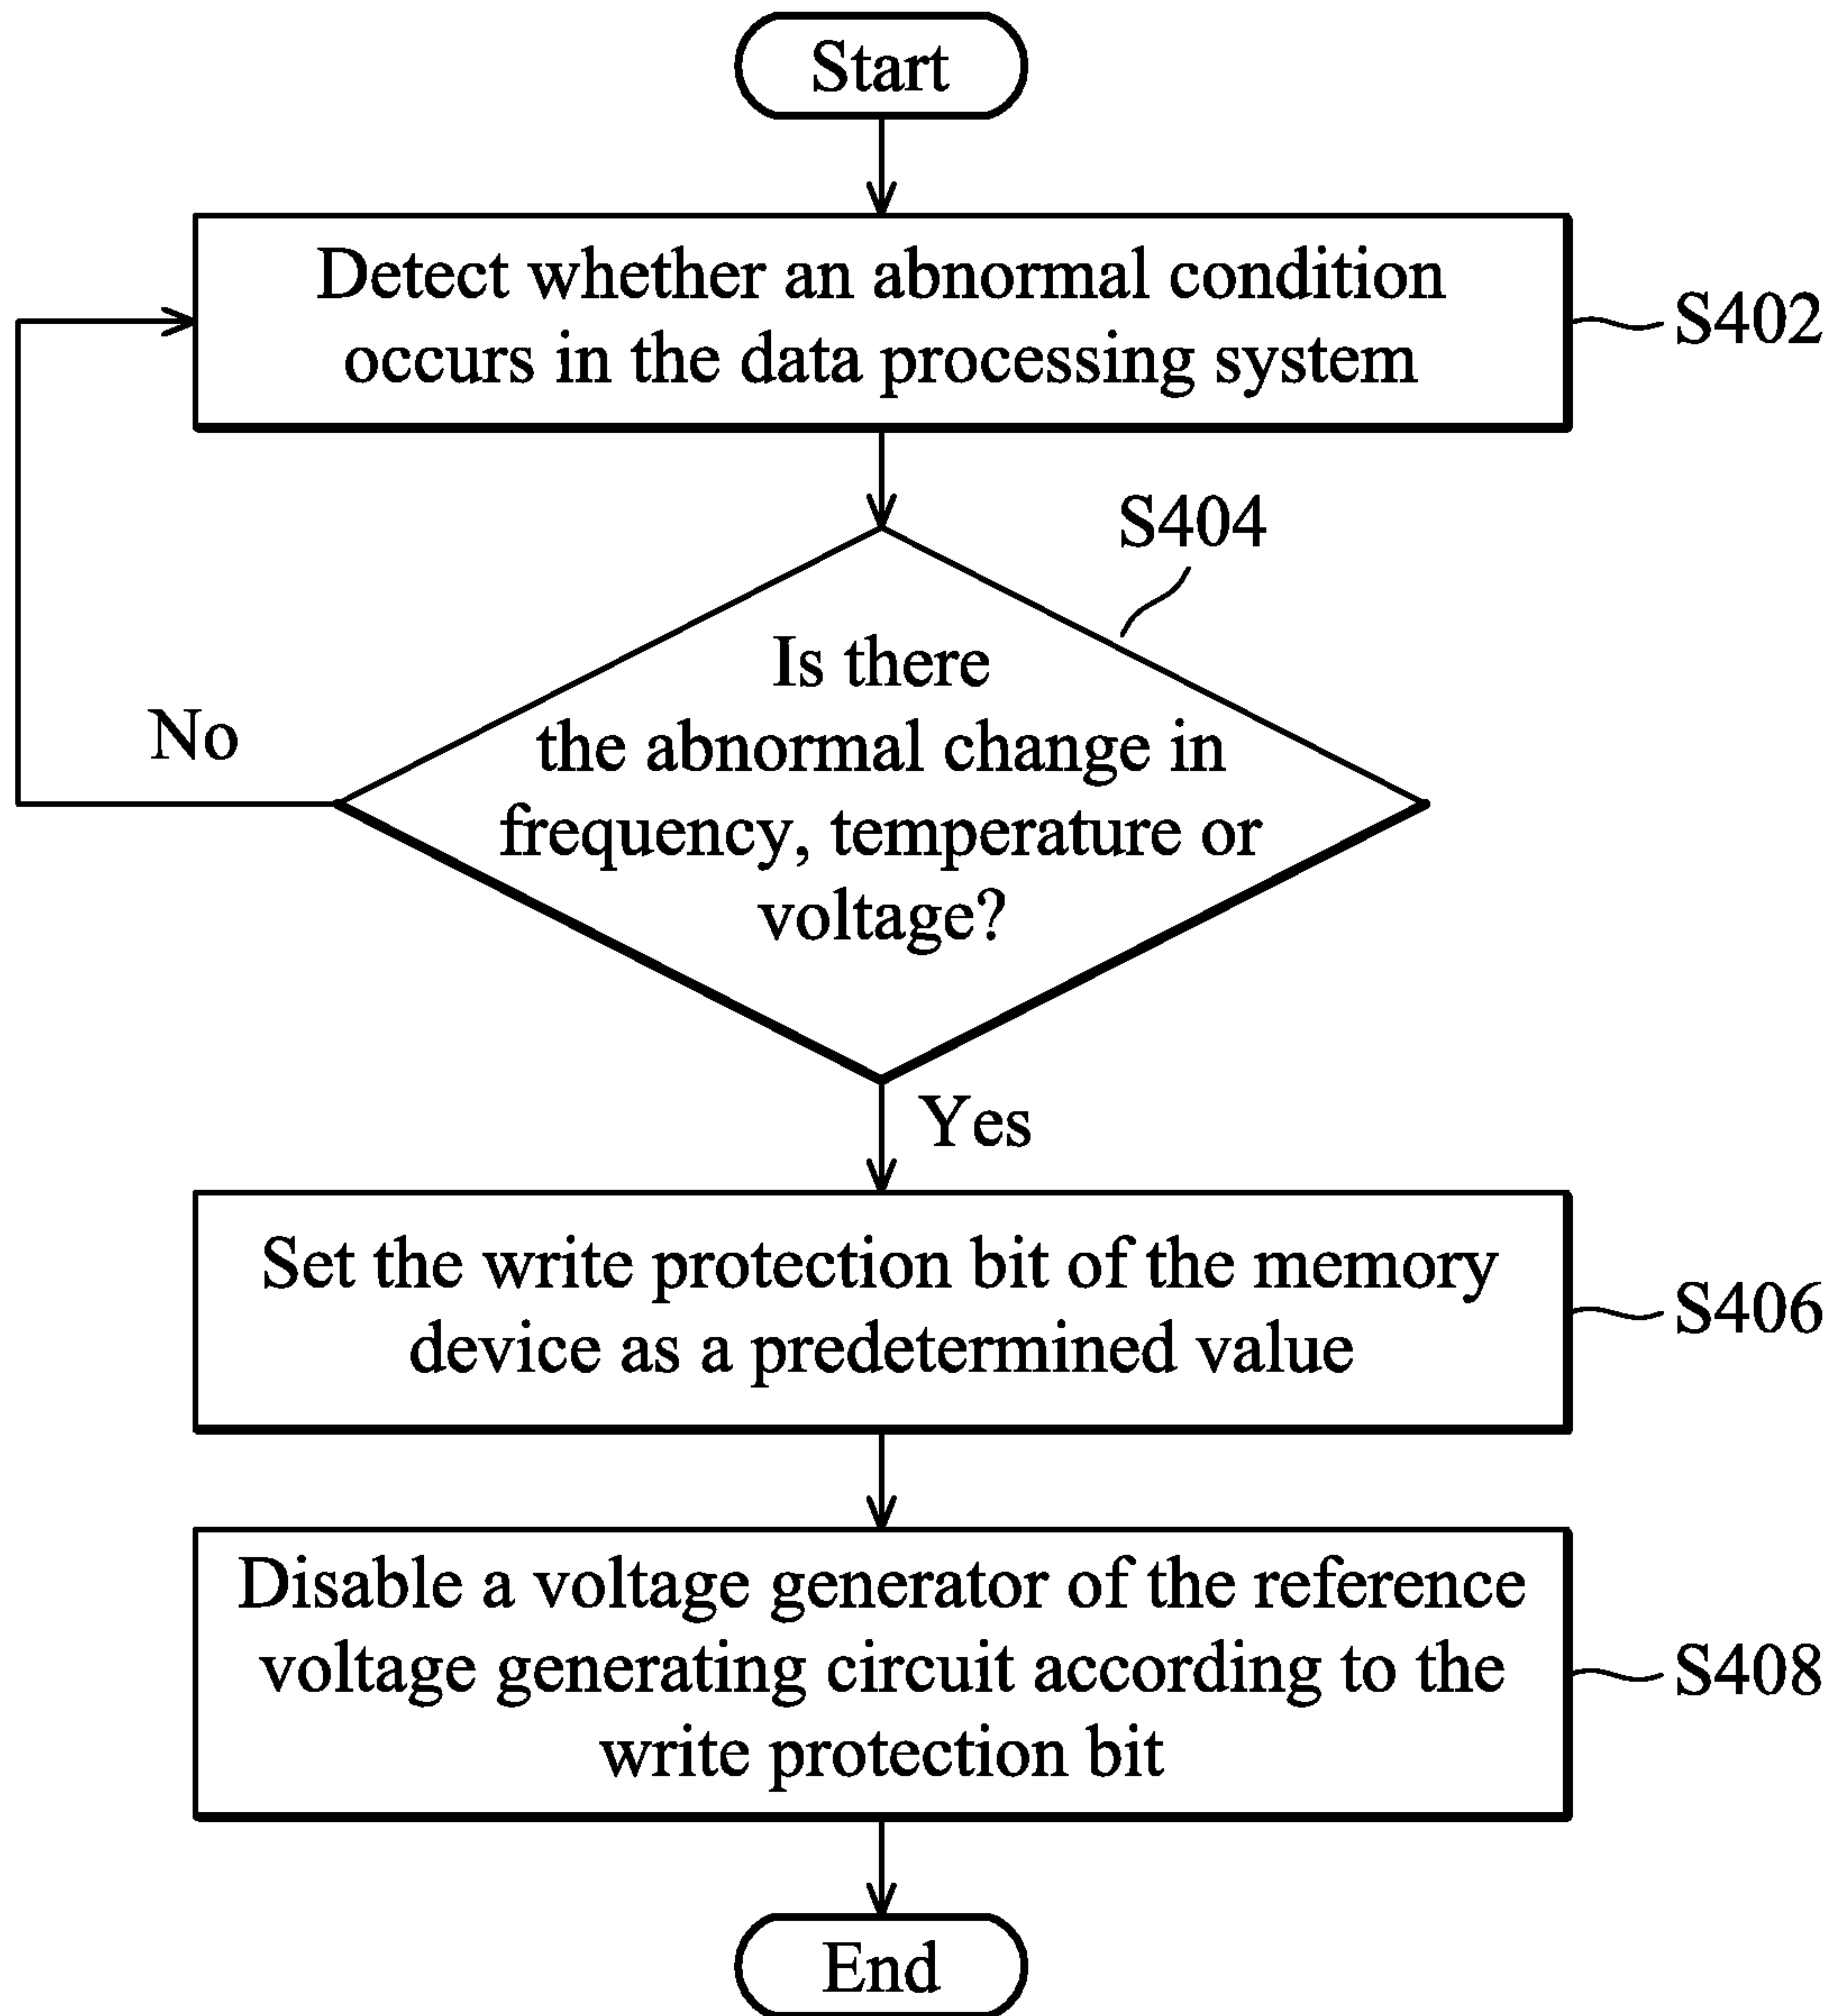 Start
Detect whether an abnormal condition
occurs in the data processing system
S402
S404
Is there
the abnormal change in
frequency, temperature or
voltage?
No
Yes
Set the write protection bit of the memory
device as a predetermined value
S406
Disable a voltage generator of the reference
voltage generating circuit according to the
write protection bit
S408
End